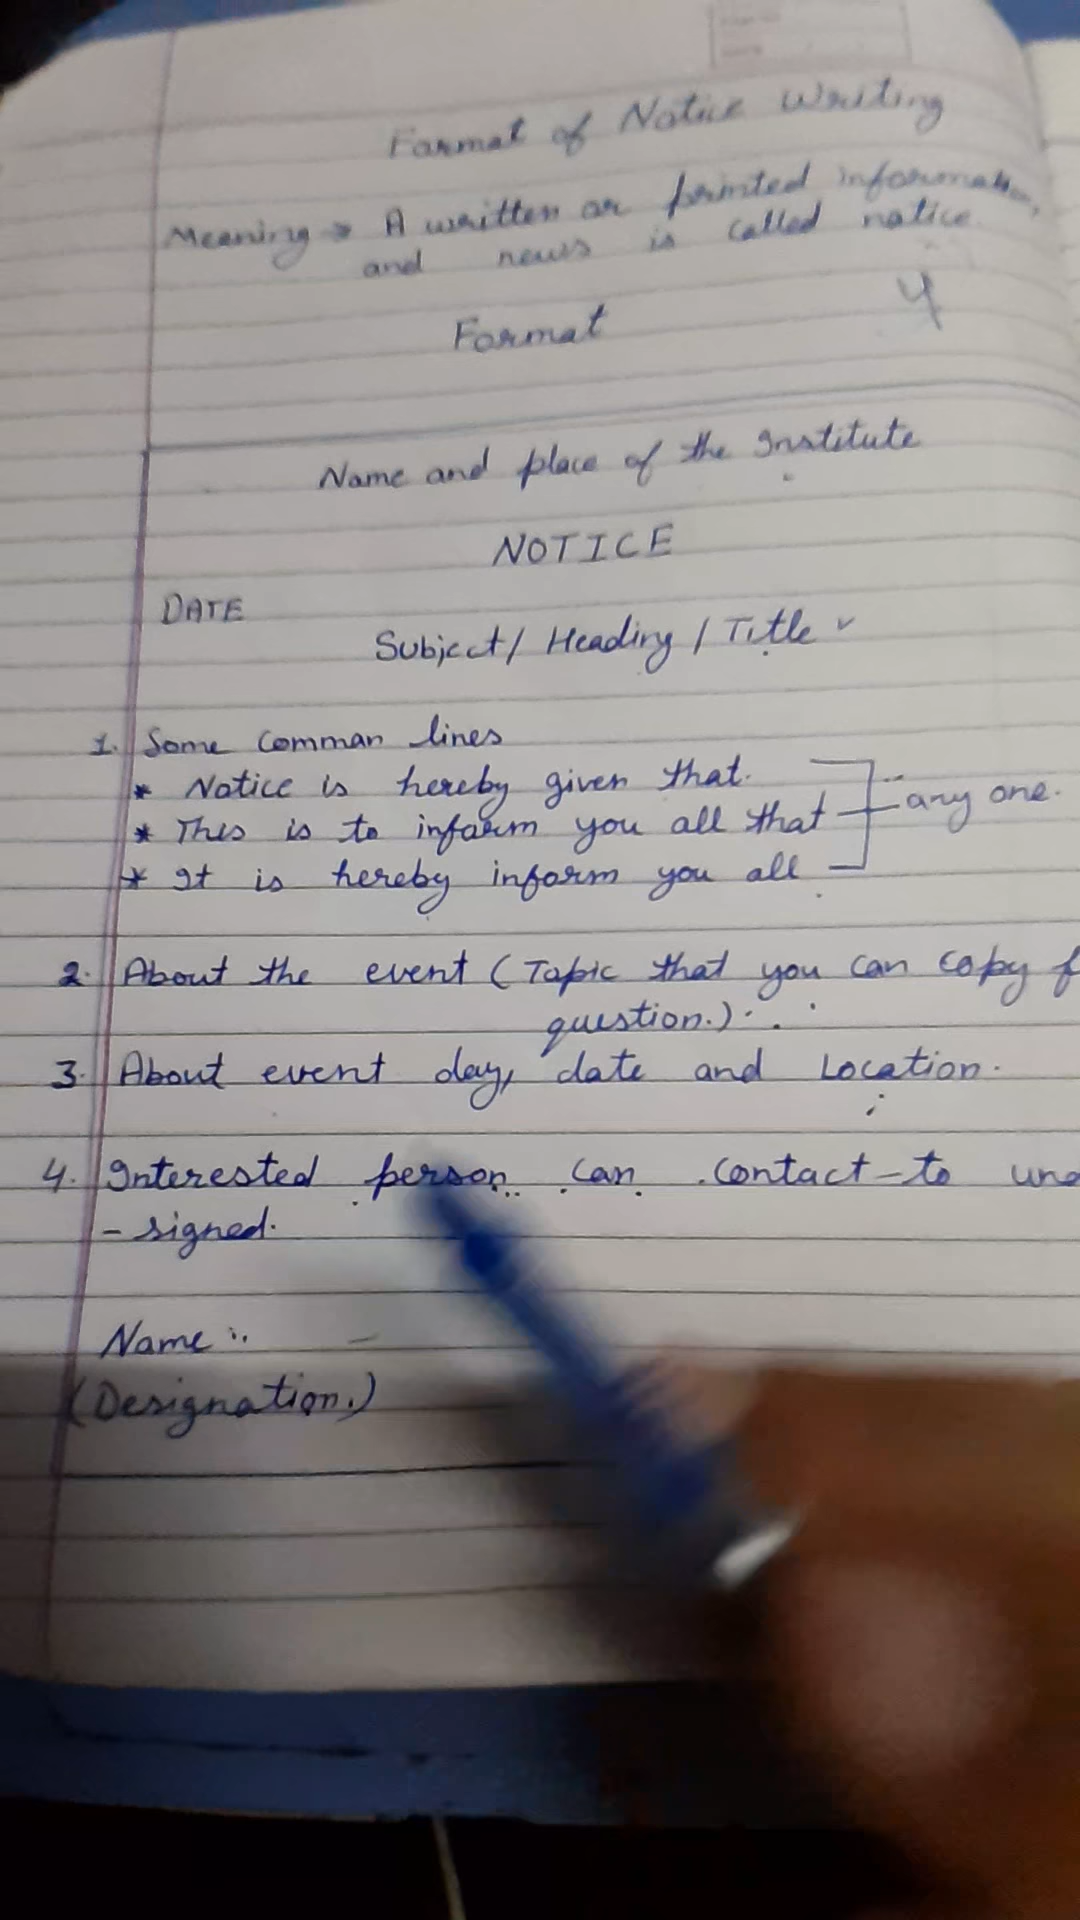 Format of Notice Writing
Meaning → A written or printed information,
and news is called notice.
Format
Name and place of the Institute
NOTICE
DATE
Subject/ Heading / Title
1. Some comman lines
* Notice is hereby given that.
* This is to infarm you all that
any one.
* It is hereby inform you all
2. About the event (Topic that you can copy f
question.)
3. About event day, date and Location.
4. Interested person can contact to und
- signed.
Name :
(Designation.)